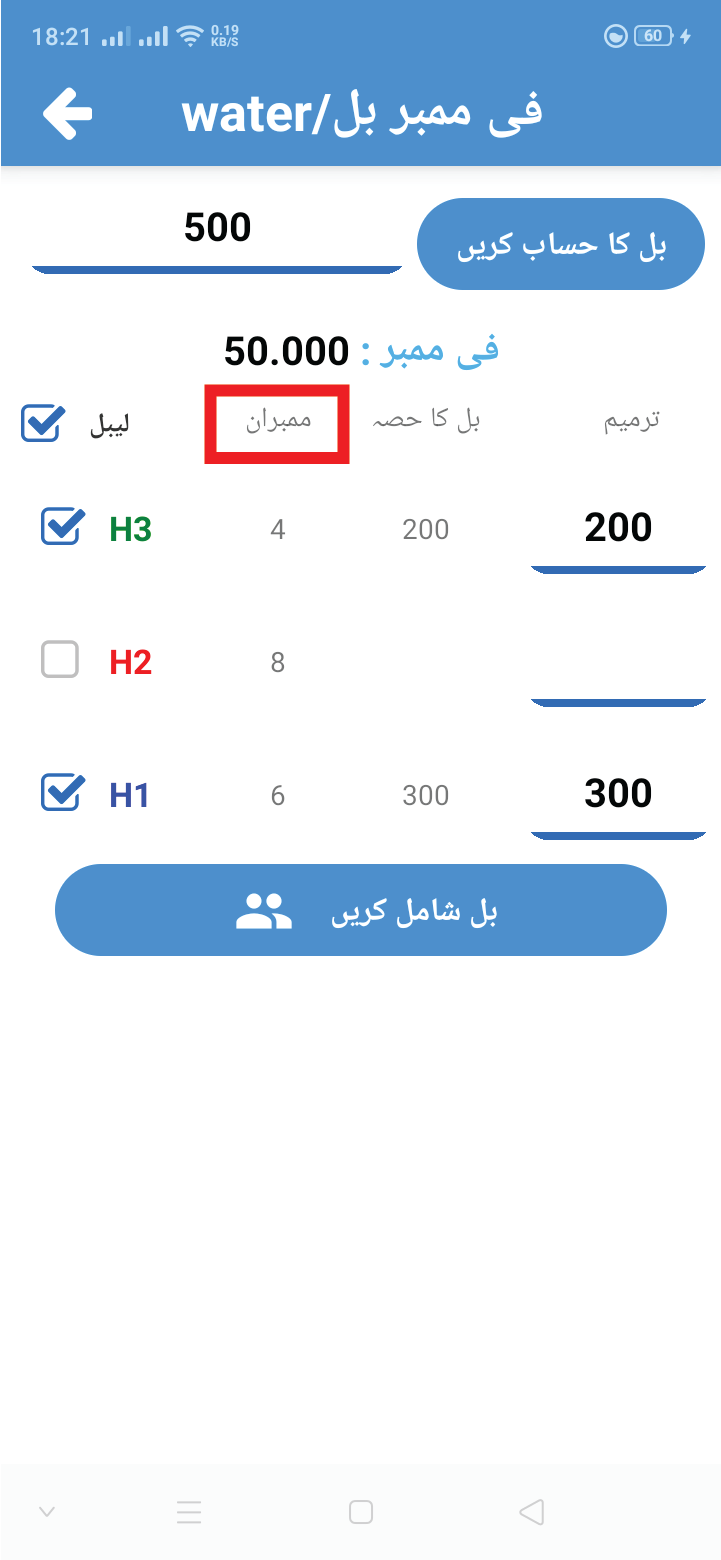 18:21 0.19 KB/S 60
فی ممبر بل/water
500 بل کا حساب کریں
فی ممبر : 50.000
لیبل ممبران بل کا حصہ ترمیم
H3 4 200 200
H2 8
H1 6 300 300
بل شامل کریں